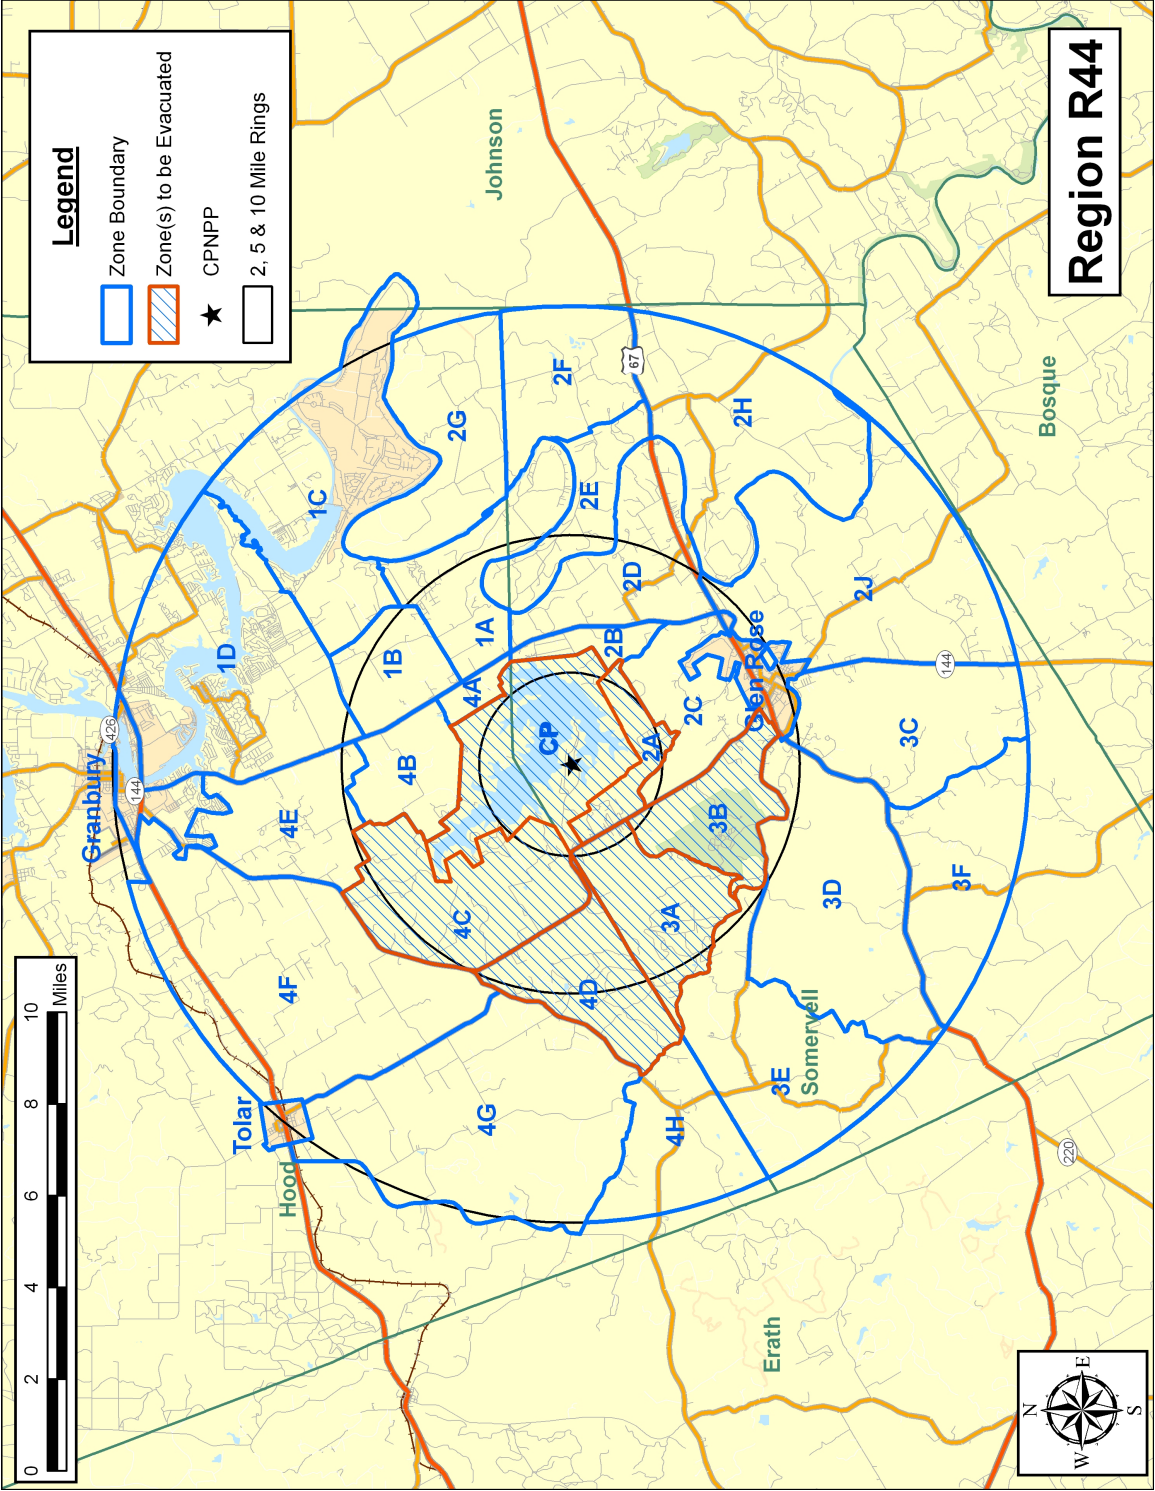 Legend
Zone Boundary
Zone(s) to be Evacuated
CPNPP
2, 5 & 10 Mile Rings
Region R44
0 2 4 6 8 10
Miles
Granbury
Tolar
Glen Rose
Hood
Johnson
Bosque
Somervell
Erath
426
144
67
144
220
CP
1A
1B
1C
1D
2A
2B
2C
2D
2E
2F
2G
2H
2J
3A
3B
3C
3D
3E
3F
4A
4B
4C
4D
4E
4F
4G
4H
N
E
S
W